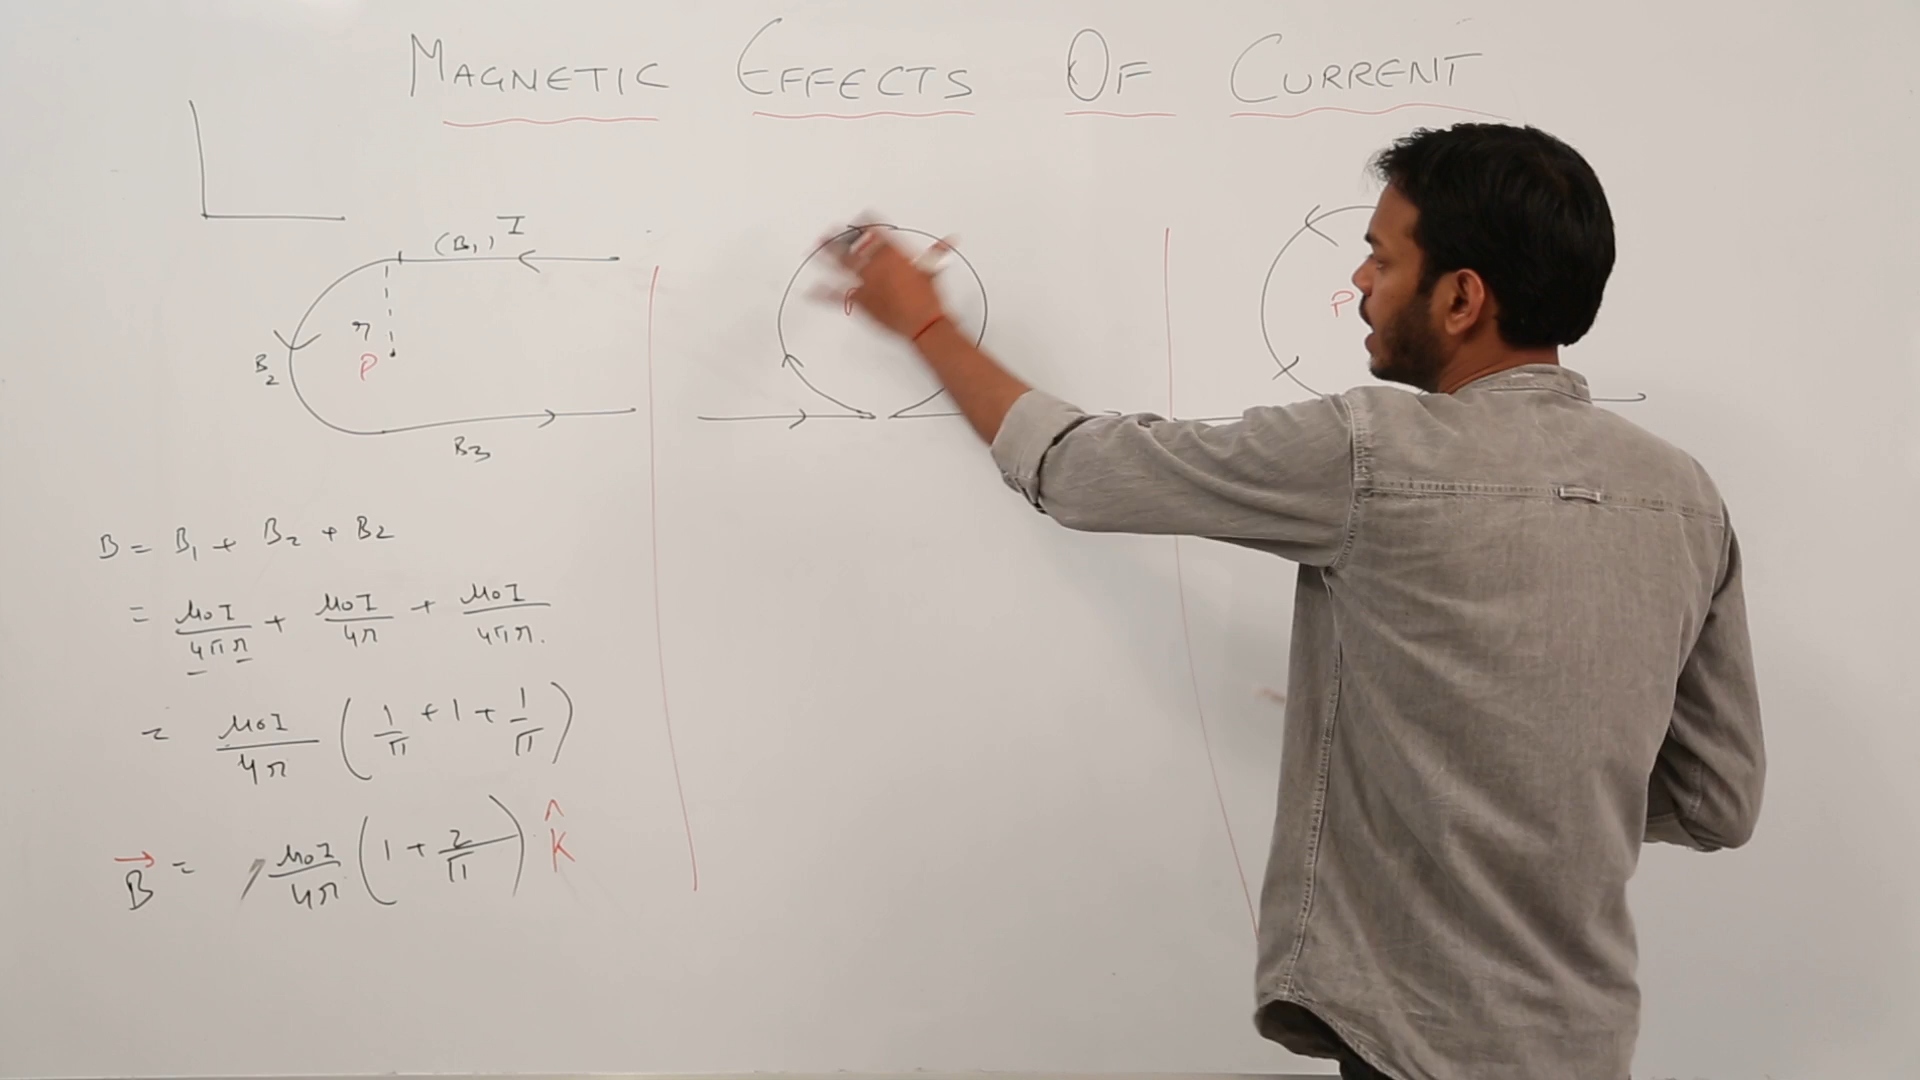 MAGNETIC EFFECTS OF CURRENT
(B₁) I
r
P
B₂
B₃
P
P
B = B₁ + B₂ + B₂
= μ₀I/4πr + μ₀I/4r + μ₀I/4πr.
= μ₀I/4r (1/π + 1 + 1/π)
B⃗ = μ₀I/4r (1 + 2/π) K̂